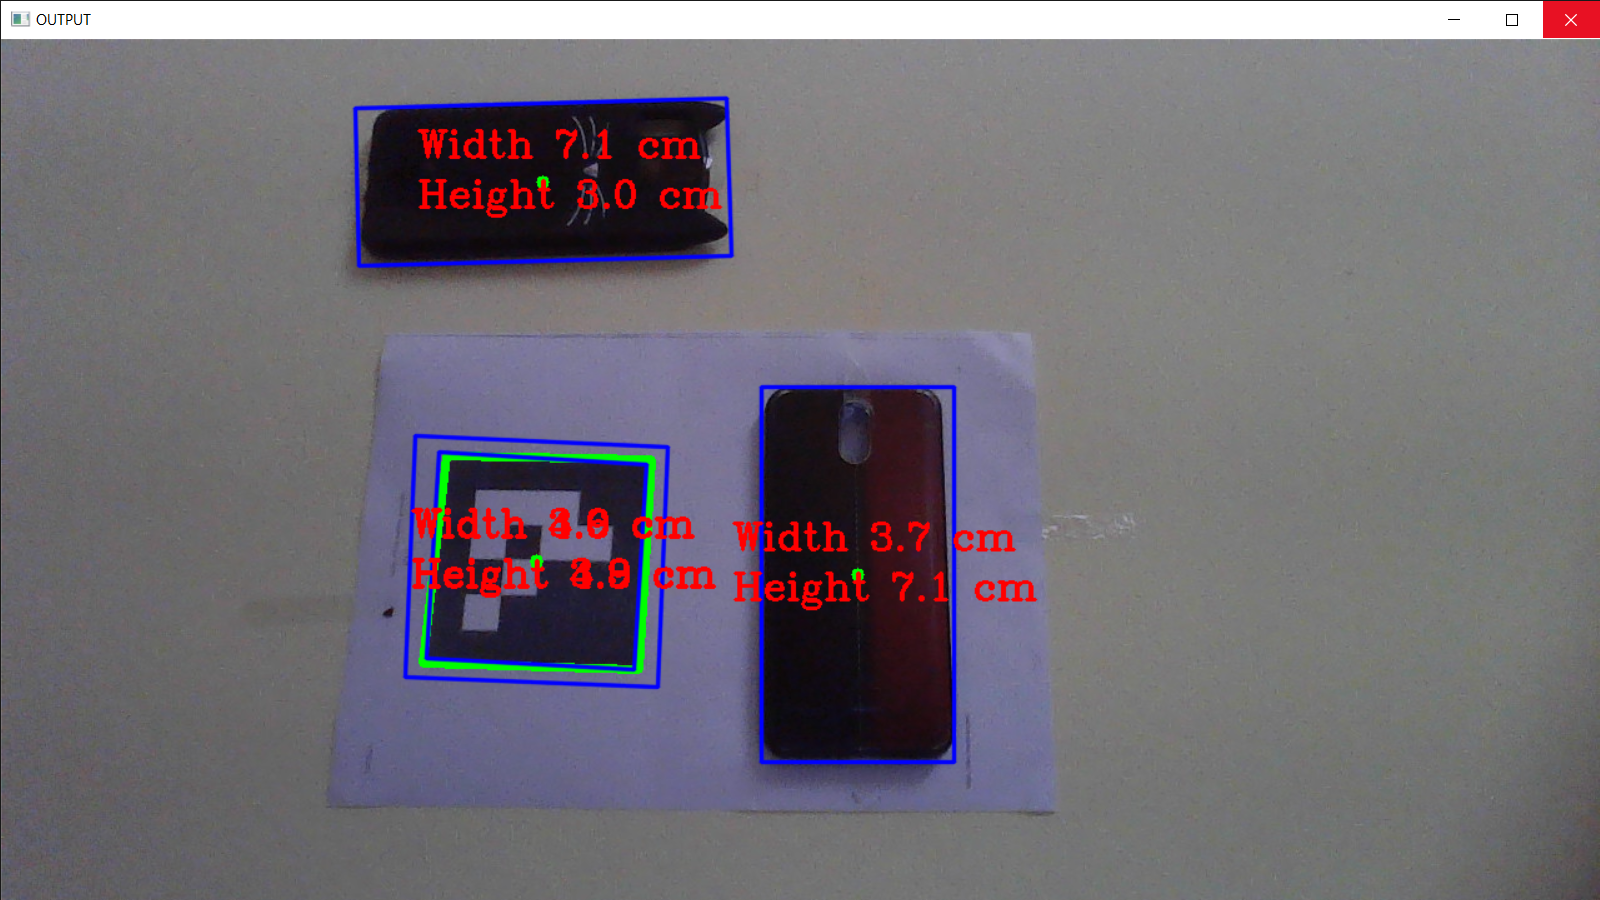 OUTPUT
Width 7.1 cm
Height 3.0 cm
Width cm
Height cm
Width 3.7 cm
Height 7.1 cm